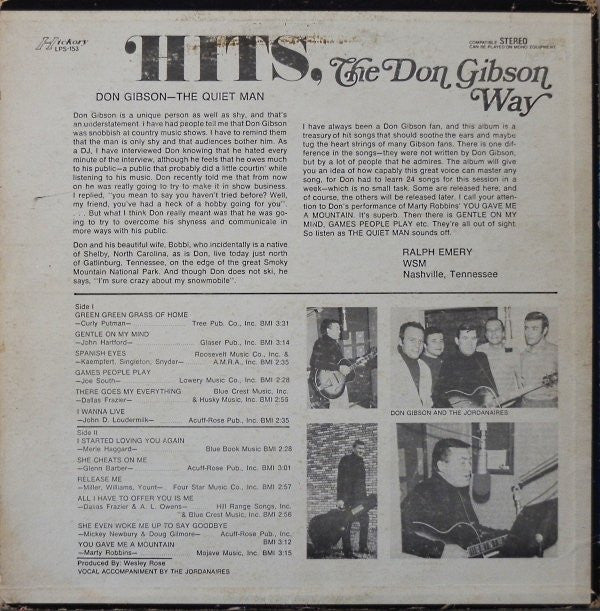 Hickory
LPS-153
HITS,
The Don Gibson
Way
COMPATIBLE STEREO
CAN BE PLAYED ON MONO EQUIPMENT
DON GIBSON—THE QUIET MAN
Don Gibson is a unique person as well as shy, and that's
an understatement. I have had people tell me that Don Gibson
was snobbish at country music shows. I have to remind them
that the man is only shy and that audiences bother him. As
a DJ, I have interviewed Don knowing that he hated every
minute of the interview, although he feels that he owes much
to his public—a public that probably did a little courtin' while
listening to his music. Don recently told me that from now
on he was really going to try to make it in show business.
I replied, "you mean to say you haven't tried before? Well,
my friend, you've had a heck of a hobby going for you".
. . . But what I think Don really meant was that he was go-
ing to try to overcome his shyness and communicate in
more ways with his public.
Don and his beautiful wife, Bobbi, who incidentally is a native
of Shelby, North Carolina, as is Don, live today just north
of Gatlinburg, Tennessee, on the edge of the great Smoky
Mountain National Park. And though Don does not ski, he
says, "I'm sure crazy about my snowmobile".
I have always been a Don Gibson fan, and this album is a
treasury of hit songs that should soothe the ears and maybe
tug the heart strings of many Gibson fans. There is one dif-
ference in the songs—they were not written by Don Gibson,
but by a lot of people that he admires. The album will give
you an idea of how capably this great voice can master any
song, for Don had to learn 24 songs for this session in a
week—which is no small task. Some are released here, and
of course, the others will be released later. I call your atten-
tion to Don's performance of Marty Robbins' YOU GAVE ME
A MOUNTAIN. It's superb. Then there is GENTLE ON MY
MIND, GAMES PEOPLE PLAY etc. They're all out of sight.
So listen as THE QUIET MAN sounds off.
RALPH EMERY
WSM
Nashville, Tennessee
Side I
GREEN GREEN GRASS OF HOME
—Curly Putman— Tree Pub. Co., Inc. BMI 3:31
GENTLE ON MY MIND
—John Hartford— Glaser Pub., Inc. BMI 3:14
SPANISH EYES Roosevelt Music Co., Inc. &
—Kaempfert, Singleton, Snyder— A.M.R.A., Inc. BMI 2:35
GAMES PEOPLE PLAY
—Joe South— Lowery Music Co., Inc. BMI 2:28
THERE GOES MY EVERYTHING Blue Crest Music, Inc.
—Dallas Frazier— & Husky Music, Inc. BMI 2:55
I WANNA LIVE
—John D. Loudermilk— Acuff-Rose Pub., Inc. BMI 2:35
Side II
I STARTED LOVING YOU AGAIN
—Merle Haggard— Blue Book Music BMI 2:28
SHE CHEATS ON ME
—Glenn Barber— Acuff-Rose Pub., Inc. BMI 3:01
RELEASE ME
—Miller, Williams, Yount— Four Star Music Co., Inc. BMI 2:57
ALL I HAVE TO OFFER YOU IS ME
—Dallas Frazier & A. L. Owens— Hill Range Songs, Inc.
& Blue Crest Music, Inc. BMI 2:56
SHE EVEN WOKE ME UP TO SAY GOODBYE
—Mickey Newbury & Doug Gilmore— Acuff-Rose Pub., Inc.
BMI 3:12
YOU GAVE ME A MOUNTAIN
—Marty Robbins— Mojave Music, Inc. BMI 3:15
Produced By: Wesley Rose
VOCAL ACCOMPANIMENT BY THE JORDANAIRES
DON GIBSON AND THE JORDANAIRES